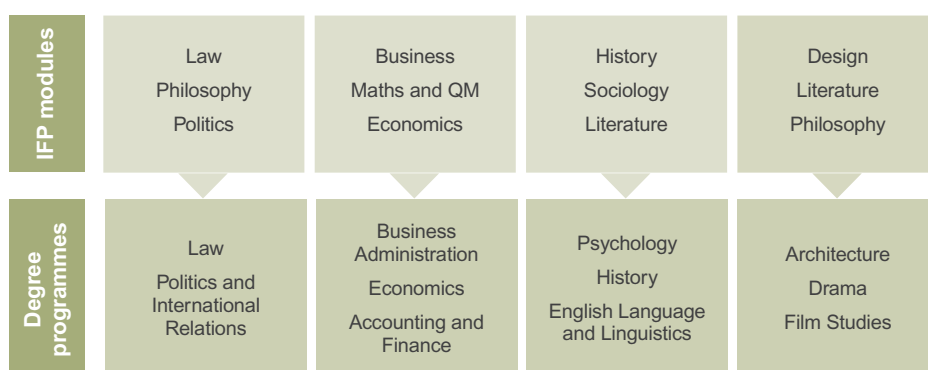 IFP modules
Law
Philosophy
Politics
Business
Maths and QM
Economics
History
Sociology
Literature
Design
Literature
Philosophy
Degree
programmes
Law
Politics and
International
Relations
Business
Administration
Economics
Accounting and
Finance
Psychology
History
English Language
and Linguistics
Architecture
Drama
Film Studies